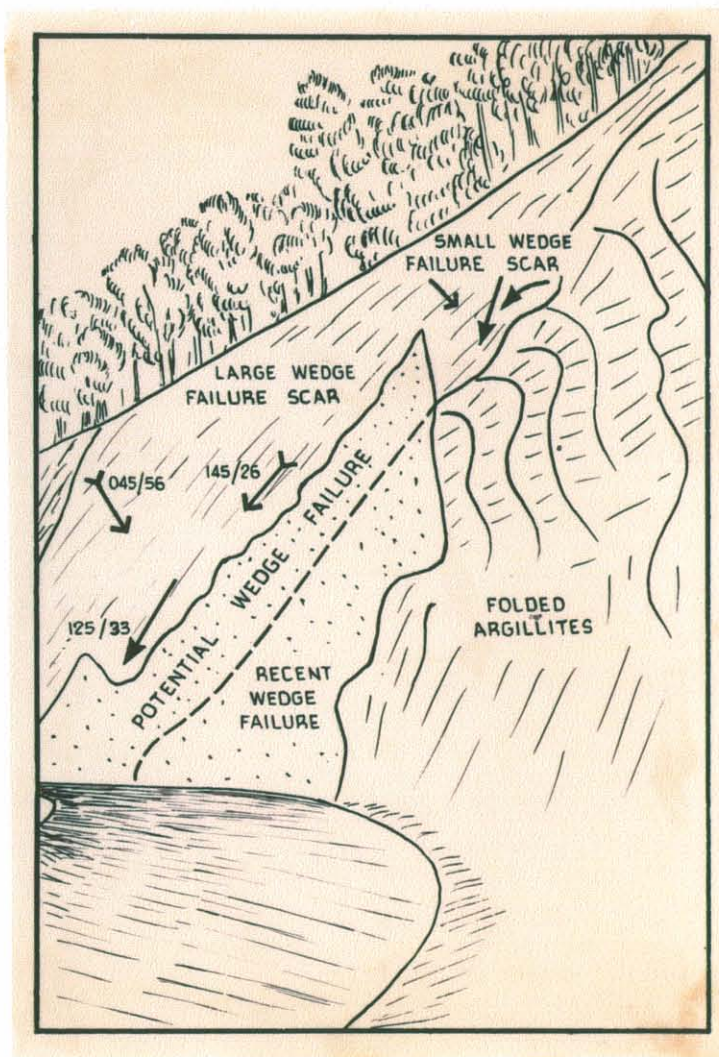 SMALL WEDGE
FAILURE SCAR
LARGE WEDGE
FAILURE SCAR
045/56
145/26
125/33
POTENTIAL WEDGE FAILURE
FOLDED
ARGILLITES
RECENT
WEDGE
FAILURE